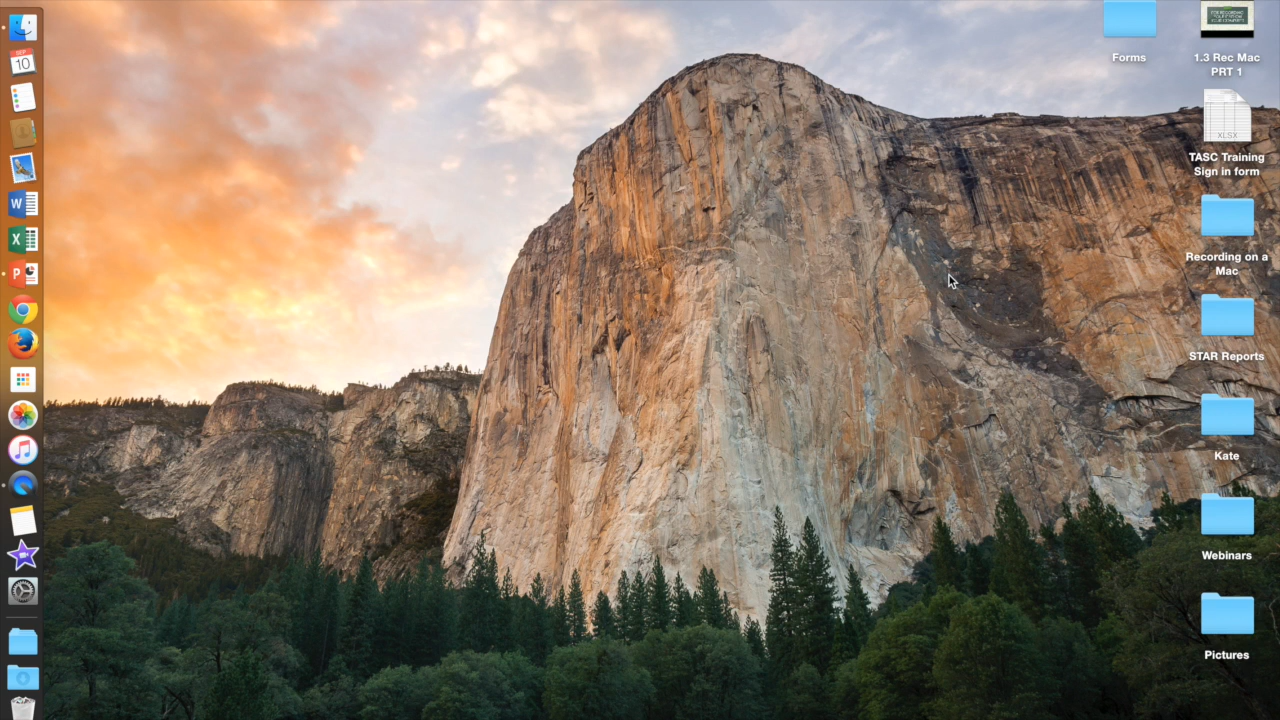 SEP
10
W
X
P
Forms
1.3 Rec Mac
PRT 1
XLSX
TASC Training
Sign in form
Recording on a
Mac
STAR Reports
Kate
Webinars
Pictures